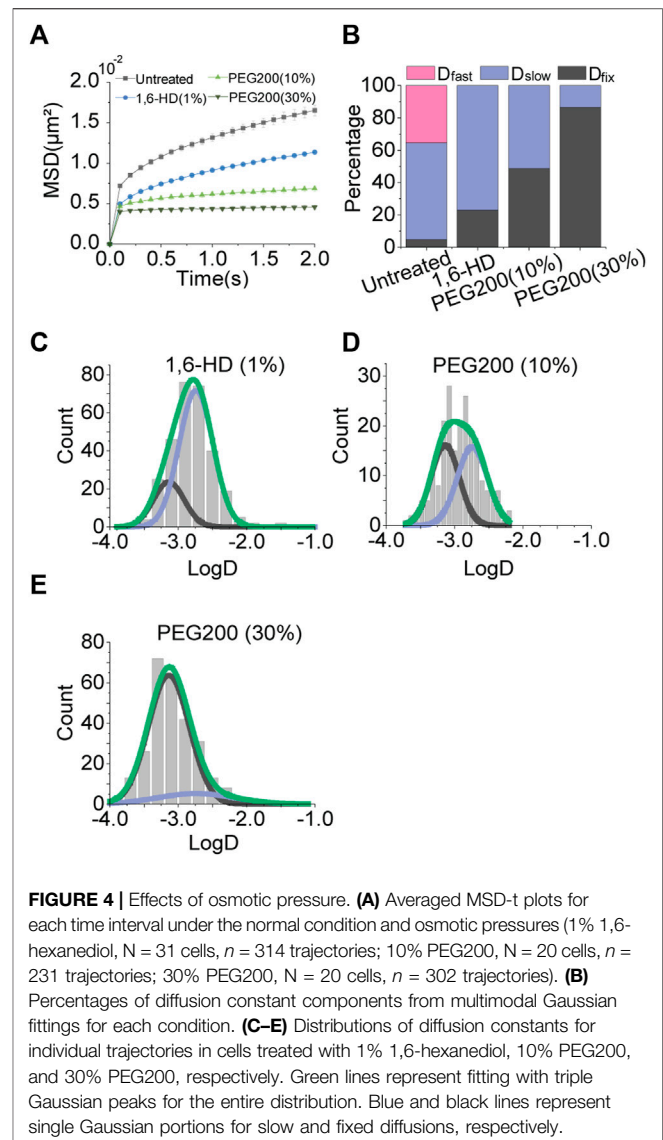 A
10⁻²
Untreated
PEG200(10%)
1,6-HD(1%)
PEG200(30%)
2.0
1.5
1.0
0.5
0.0
MSD(µm²)
0.0 0.5 1.0 1.5 2.0
Time(s)
B
Dfast Dslow Dfix
100
80
60
40
20
0
Percentage
Untreated
1,6-HD
PEG200(10%)
PEG200(30%)
C
1,6-HD (1%)
80
60
40
20
0
Count
-4.0 -3.0 -2.0 -1.0
LogD
D
PEG200 (10%)
30
20
10
0
Count
-4.0 -3.0 -2.0 -1.0
LogD
E
PEG200 (30%)
80
60
40
20
0
Count
-4.0 -3.0 -2.0 -1.0
LogD
FIGURE 4 | Effects of osmotic pressure. (A) Averaged MSD-t plots for
each time interval under the normal condition and osmotic pressures (1% 1,6-
hexanediol, N = 31 cells, n = 314 trajectories; 10% PEG200, N = 20 cells, n =
231 trajectories; 30% PEG200, N = 20 cells, n = 302 trajectories). (B)
Percentages of diffusion constant components from multimodal Gaussian
fittings for each condition. (C–E) Distributions of diffusion constants for
individual trajectories in cells treated with 1% 1,6-hexanediol, 10% PEG200,
and 30% PEG200, respectively. Green lines represent fitting with triple
Gaussian peaks for the entire distribution. Blue and black lines represent
single Gaussian portions for slow and fixed diffusions, respectively.